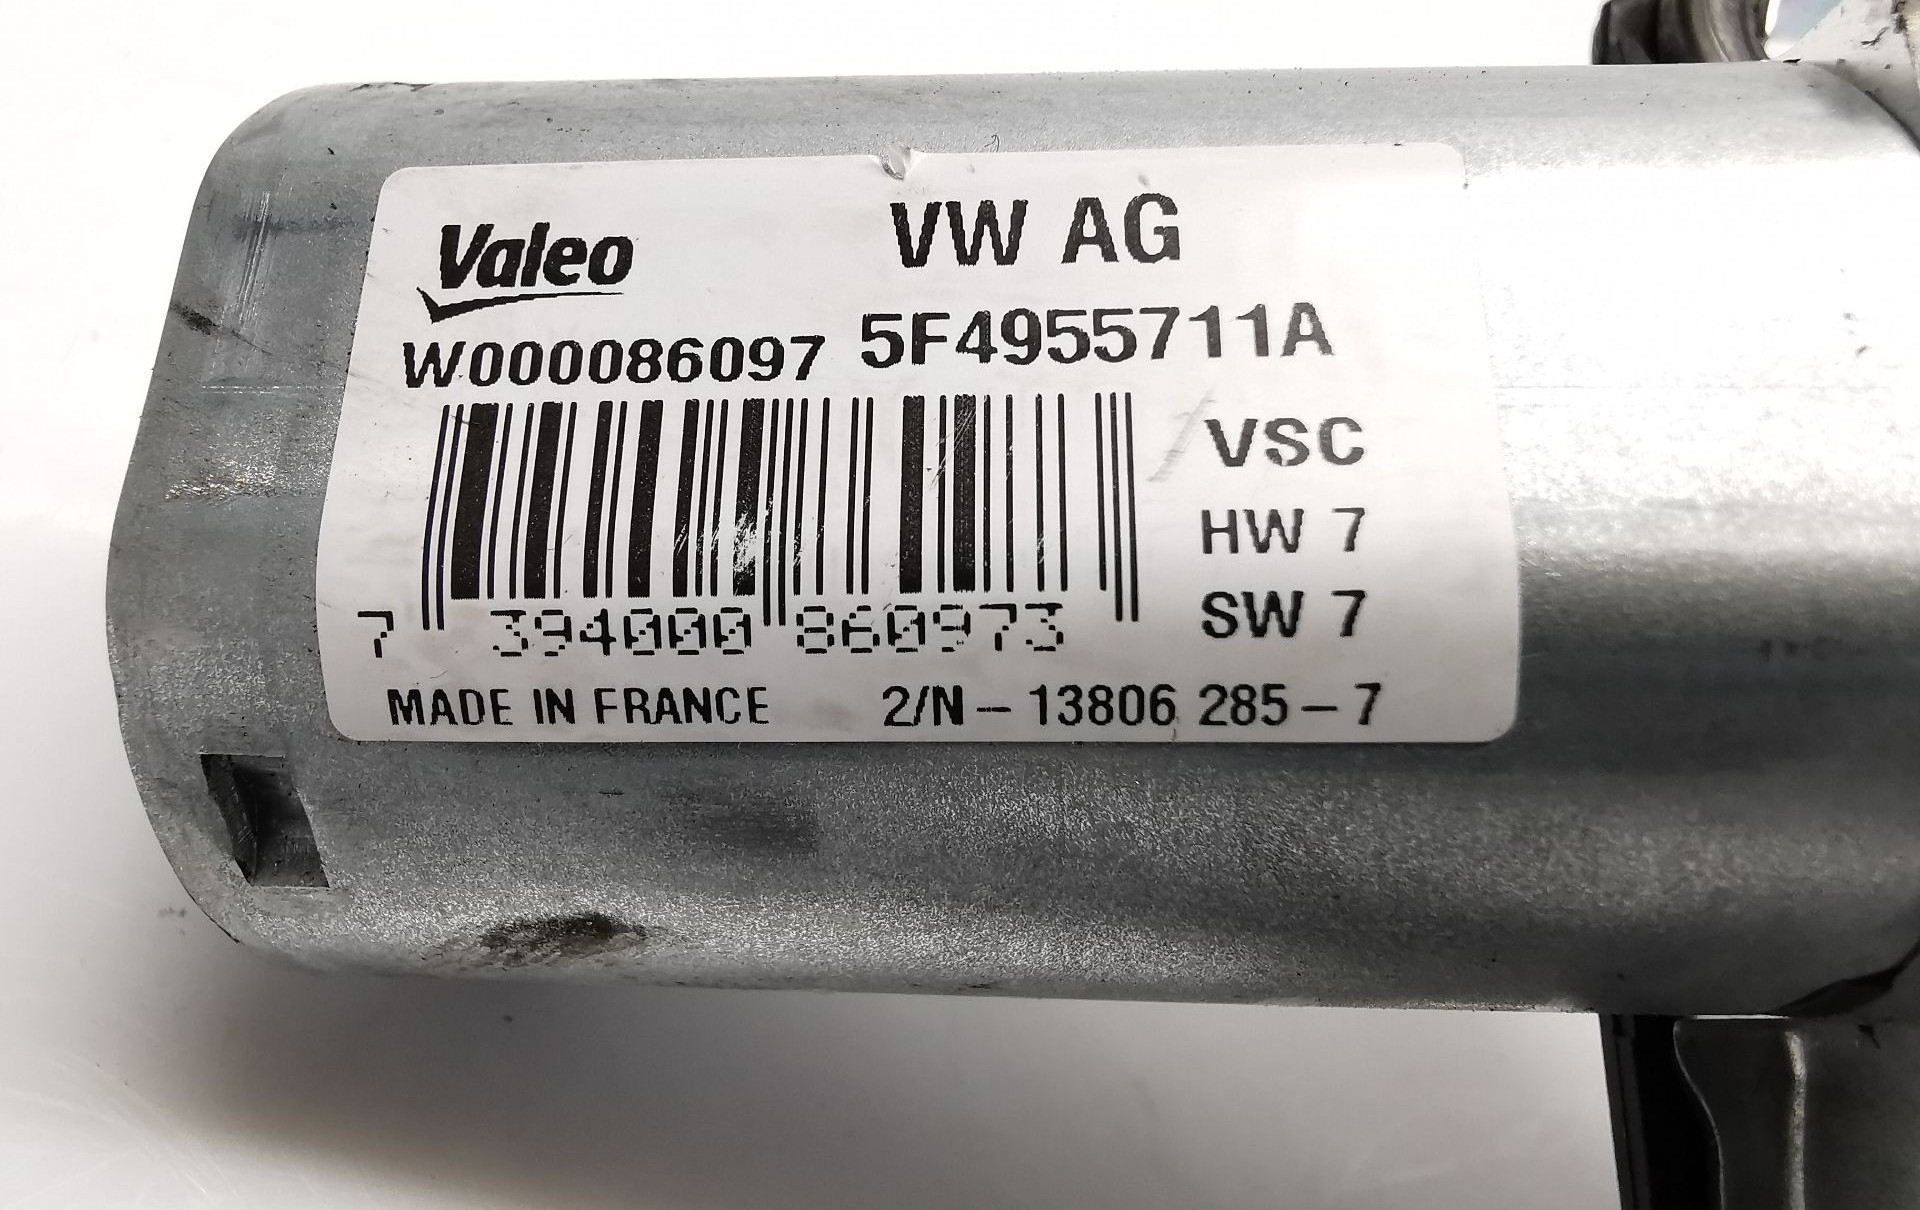 Valeo
VW AG
W000086097 5F4955711A
VSC
HW 7
SW 7
7 394000 860973
MADE IN FRANCE 2/N - 13806 285 - 7